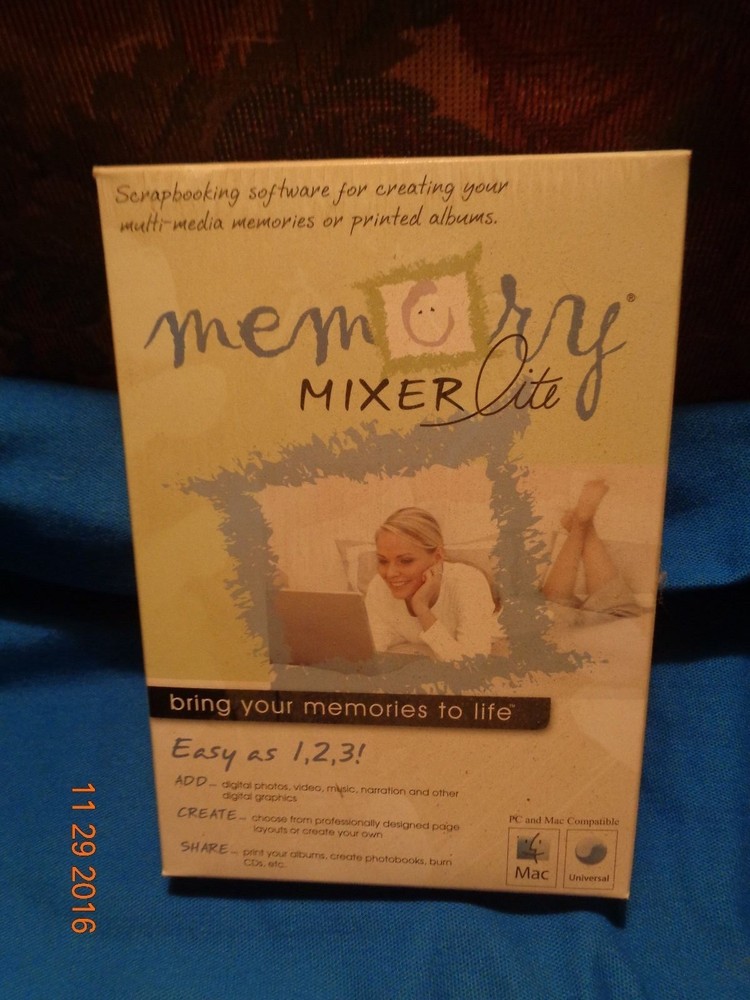 Scrapbooking software for creating your
multi-media memories or printed albums.
memory®
MIXER lite
bring your memories to life™
Easy as 1,2,3!
ADD – digital photos, video, music, narration and other
digital graphics
CREATE – choose from professionally designed page
layouts or create your own
SHARE – print your albums, create photobooks, burn
CDs, etc.
PC and Mac Compatible
Mac
Universal
11 29 2016